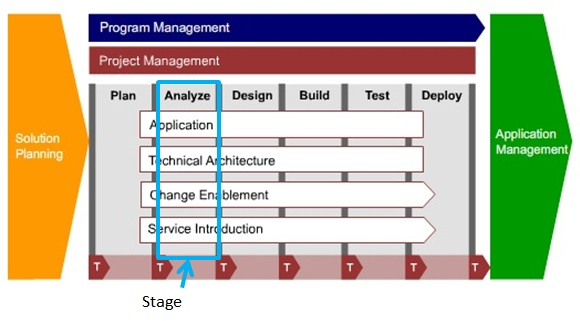 Program Management
Project Management
Solution
Planning
Plan Analyze Design Build Test Deploy
Application
Management
Application
Technical Architecture
Change Enablement
Service Introduction
T T T T T T T
Stage